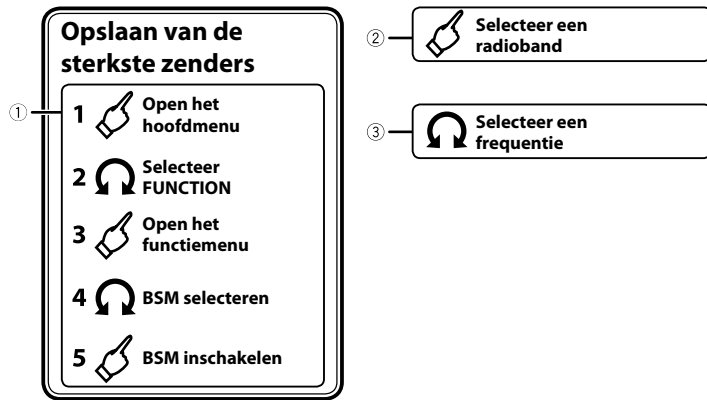 Opslaan van de
sterkste zenders
①
1 Open het
hoofdmenu
2 Selecteer
FUNCTION
3 Open het
functiemenu
4 BSM selecteren
5 BSM inschakelen
② Selecteer een
radioband
③ Selecteer een
frequentie